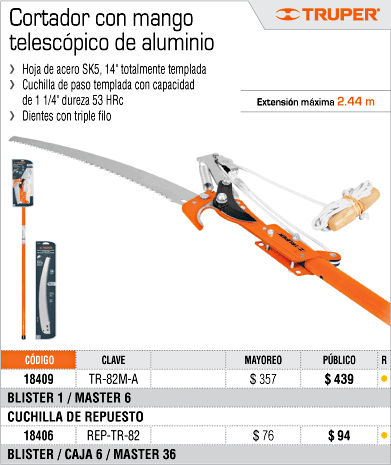 Cortador con mango
telescópico de aluminio
TRUPER®
❯ Hoja de acero SK5, 14" totalmente templada
❯ Cuchilla de paso templada con capacidad
de 1 1/4" dureza 53 HRc
❯ Dientes con triple filo
Extensión máxima 2.44 m
TRUPER
CÓDIGO CLAVE MAYOREO PÚBLICO R
18409 TR-82M-A $ 357 $ 439
BLISTER 1 / MASTER 6
CUCHILLA DE REPUESTO
18406 REP-TR-82 $ 76 $ 94
BLISTER / CAJA 6 / MASTER 36